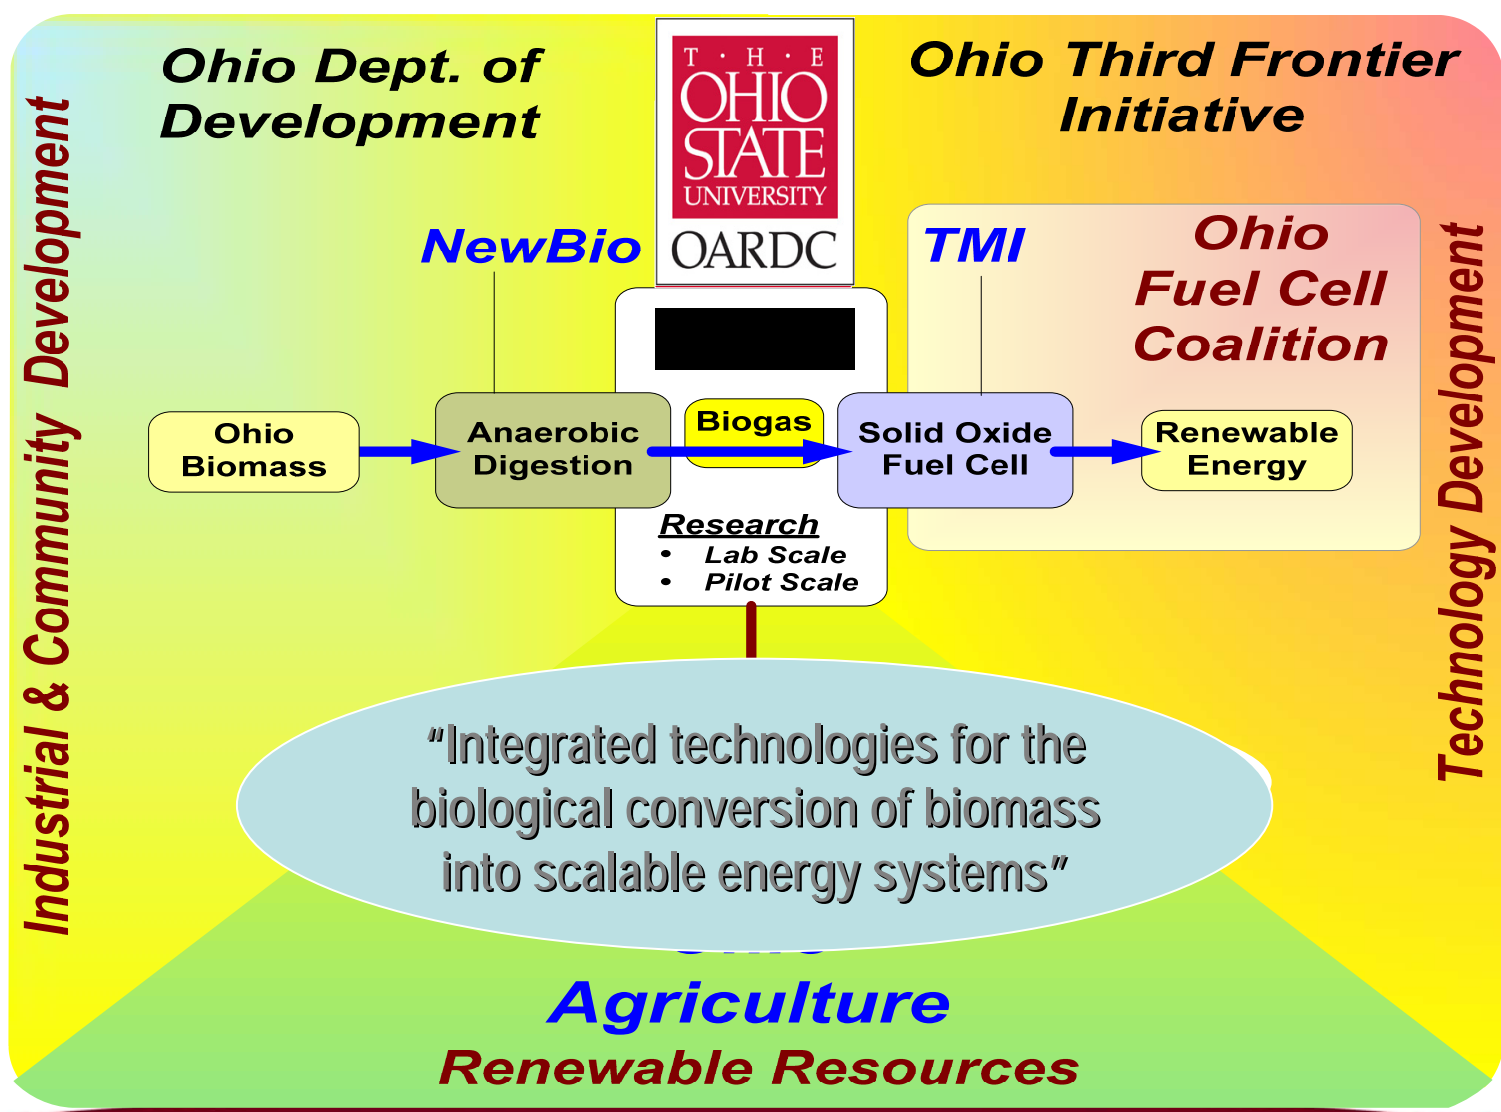 Ohio Dept. of
Development
T · H · E
OHIO
STATE
UNIVERSITY
OARDC
Ohio Third Frontier
Initiative
Industrial & Community Development
Technology Development
NewBio
TMI
Ohio
Fuel Cell
Coalition
Ohio
Biomass
Anaerobic
Digestion
Biogas
Solid Oxide
Fuel Cell
Renewable
Energy
Research
• Lab Scale
• Pilot Scale
“Integrated technologies for the
biological conversion of biomass
into scalable energy systems”
Agriculture
Renewable Resources